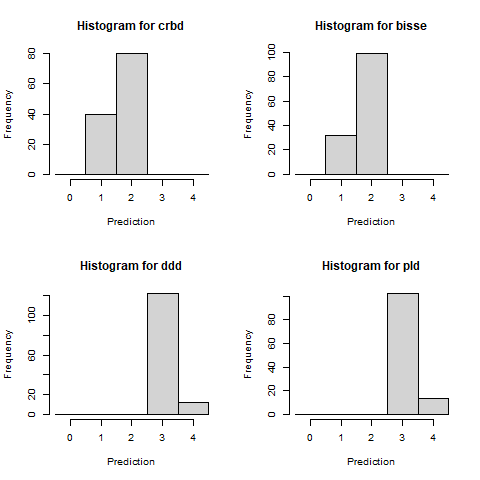 Histogram for crbd
Frequency
0 20 40 60 80
0 1 2 3 4
Prediction
Histogram for bisse
Frequency
0 20 40 60 80 100
0 1 2 3 4
Prediction
Histogram for ddd
Frequency
0 20 60 100
0 1 2 3 4
Prediction
Histogram for pld
Frequency
0 20 40 60 80
0 1 2 3 4
Prediction